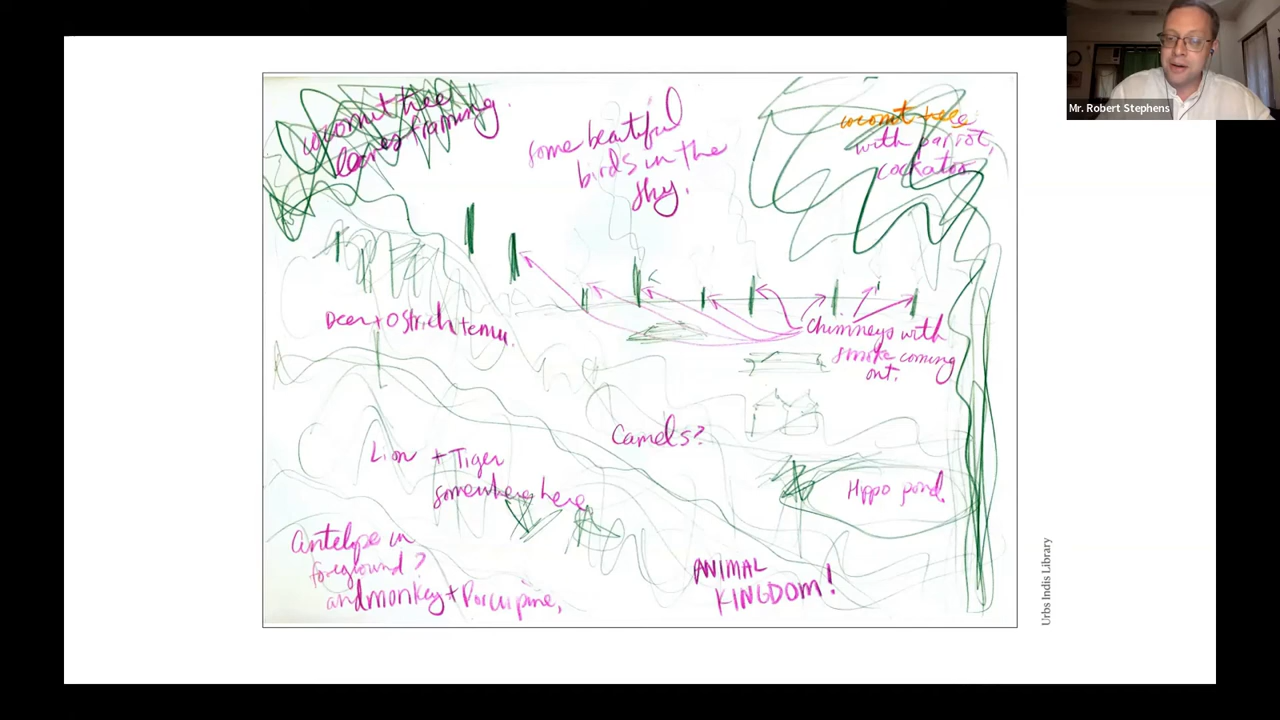 Mr. Robert Stephens
coconut tree
leaves framing.
some beautiful
birds in the
sky.
coconut tree
with parrot,
cockatoo
Deer + Ostrich
Chimneys with
smoke coming
out.
Camels?
Lion + Tiger
somewhere here
Hippo pond.
antelope in
foreground?
and monkey + Porcupine,
ANIMAL
KINGDOM!
Urbs Indis Library